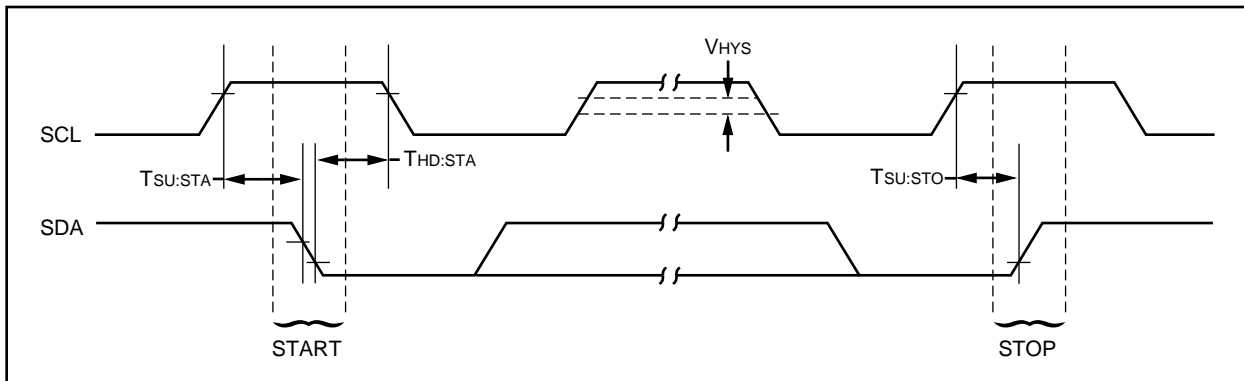 VHYS
SCL
THD:STA
TSU:STA
TSU:STO
SDA
START
STOP